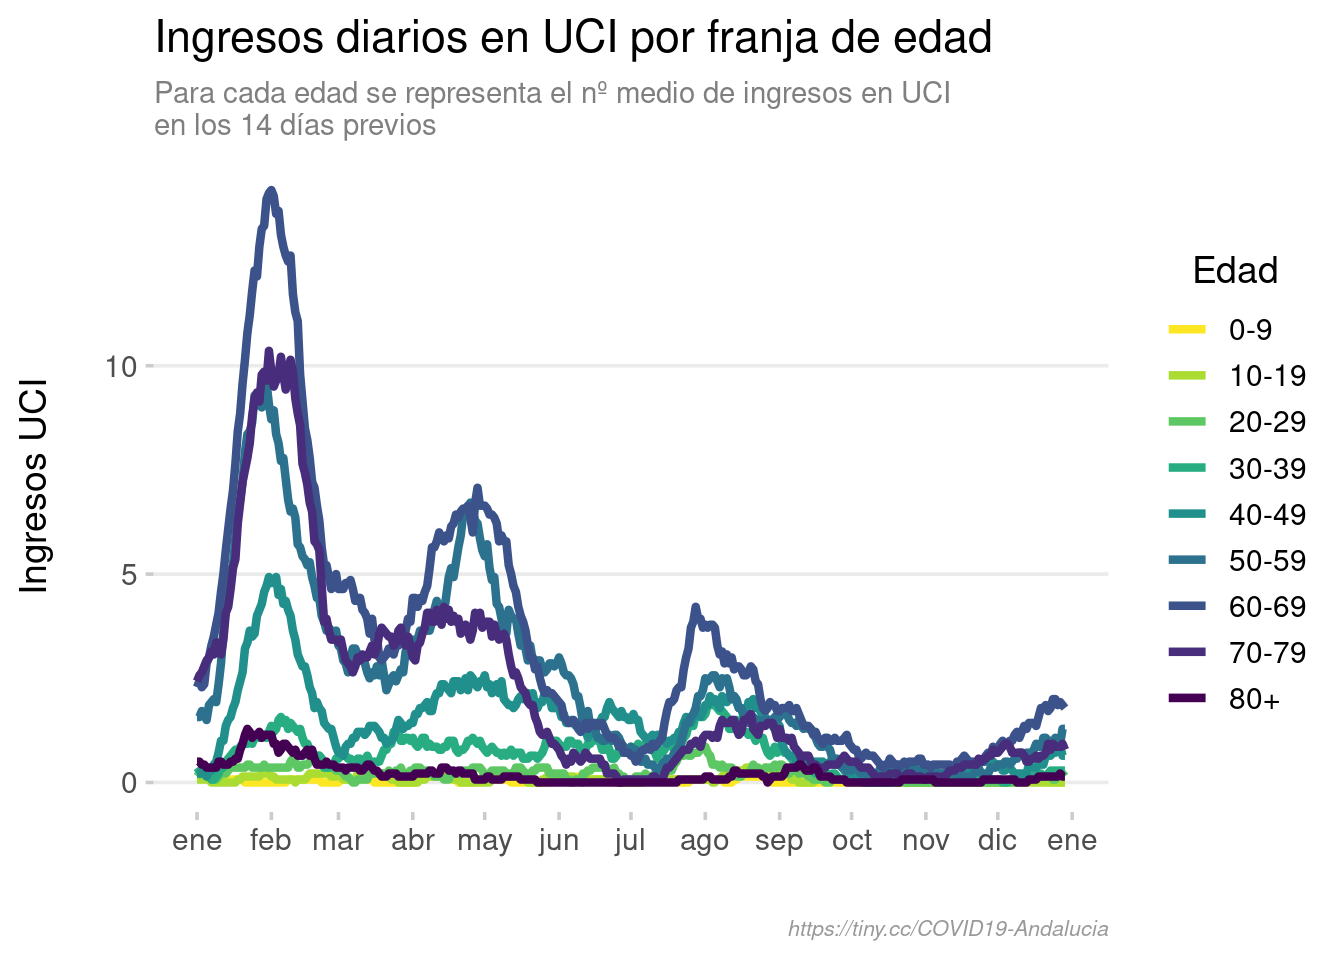 Ingresos diarios en UCI por franja de edad
Para cada edad se representa el nº medio de ingresos en UCI
en los 14 días previos
Ingresos UCI
10
5
0
ene feb mar abr may jun jul ago sep oct nov dic ene
Edad
0-9
10-19
20-29
30-39
40-49
50-59
60-69
70-79
80+
https://tiny.cc/COVID19-Andalucia